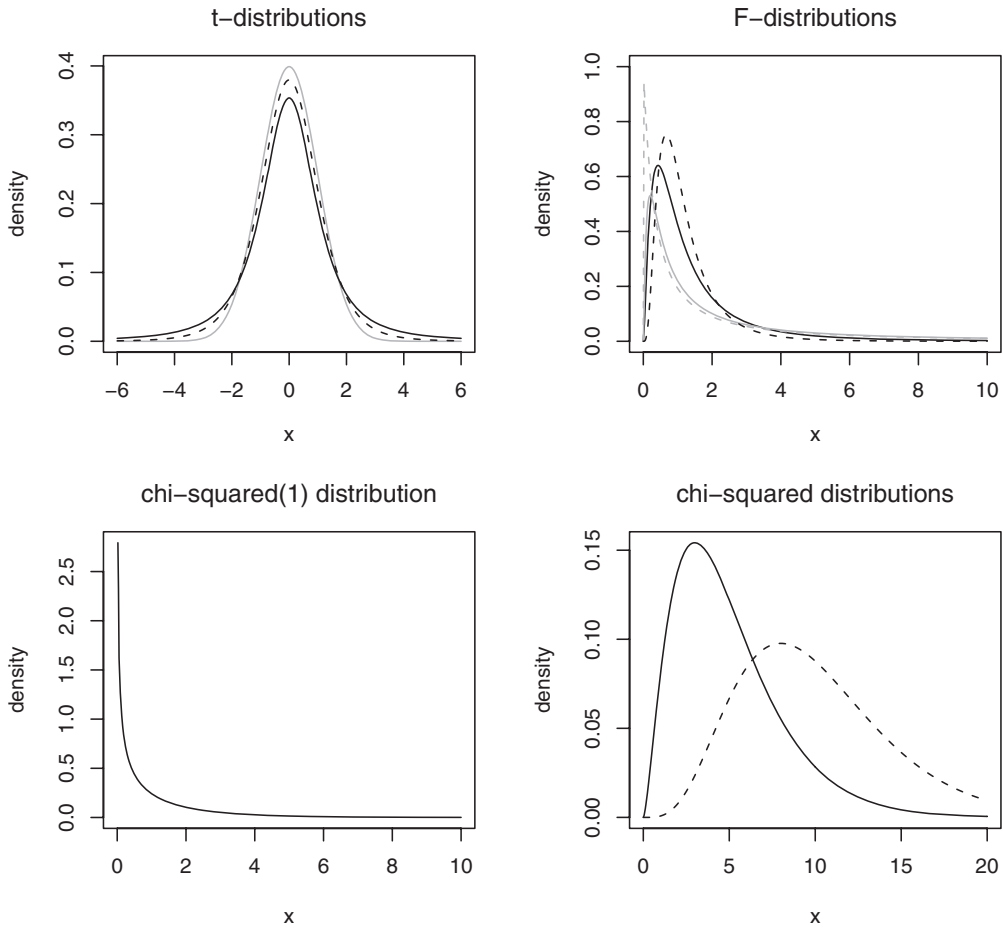 t−distributions
density
0.0
0.1
0.2
0.3
0.4
−6 −4 −2 0 2 4 6
x
F−distributions
density
0.0
0.2
0.4
0.6
0.8
1.0
0 2 4 6 8 10
x
chi−squared(1) distribution
density
0.0
0.5
1.0
1.5
2.0
2.5
0 2 4 6 8 10
x
chi−squared distributions
density
0.00
0.05
0.10
0.15
0 5 10 15 20
x